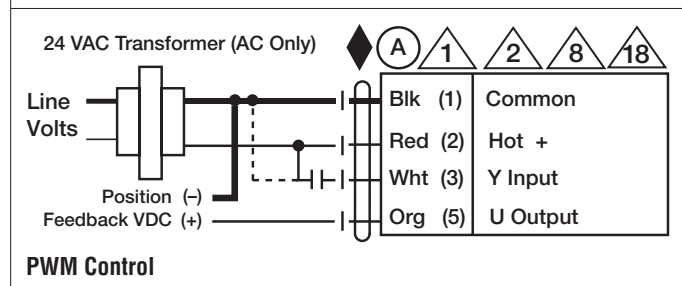 24 VAC Transformer (AC Only)
A 1 2 8 18
Line
Volts
Blk (1) Common
Red (2) Hot +
Wht (3) Y Input
Position (–)
Feedback VDC (+)
Org (5) U Output
PWM Control